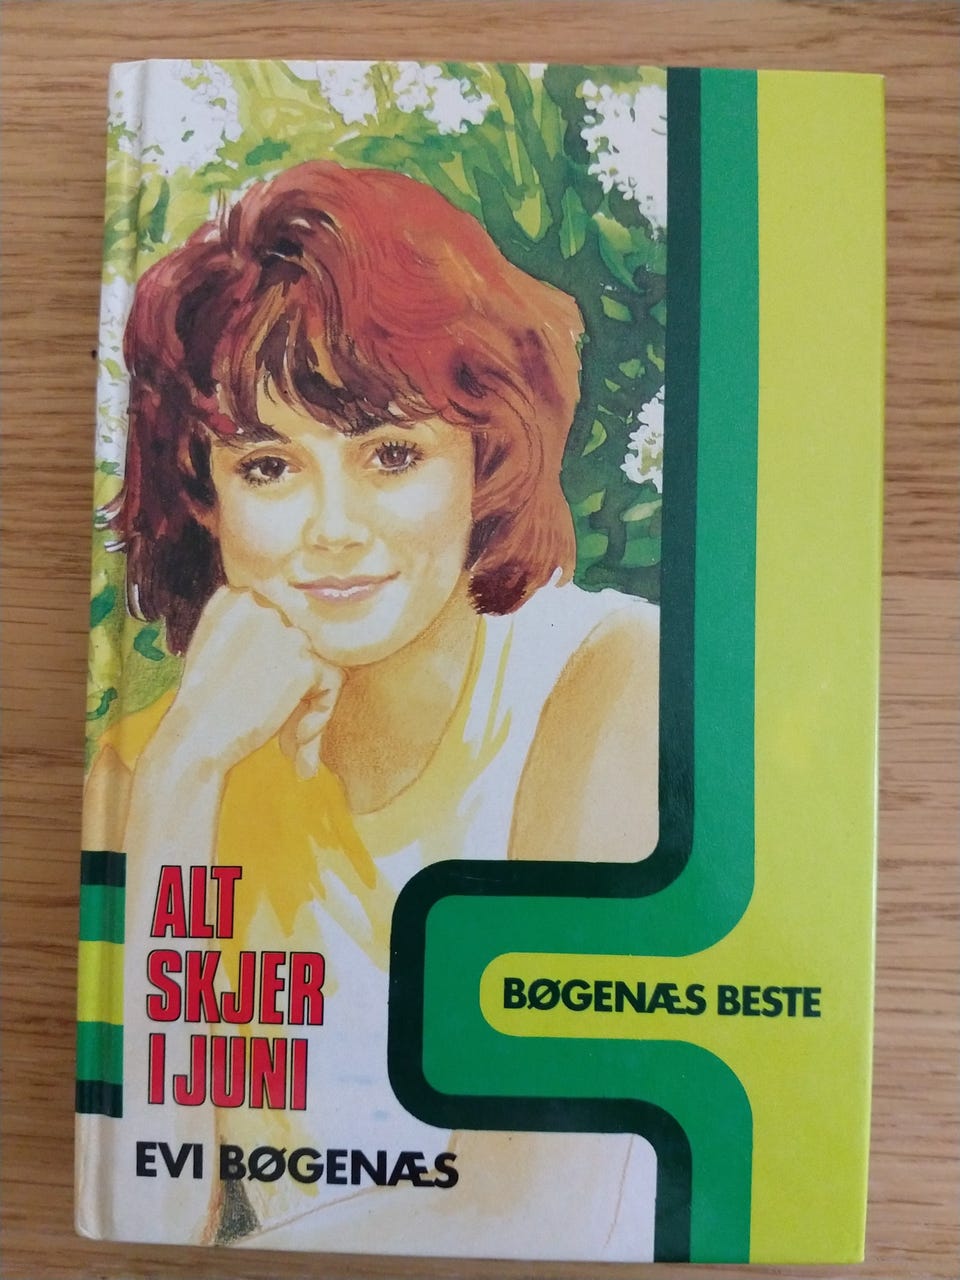 ALT
SKJER
I JUNI
BØGENÆS BESTE
EVI BØGENÆS